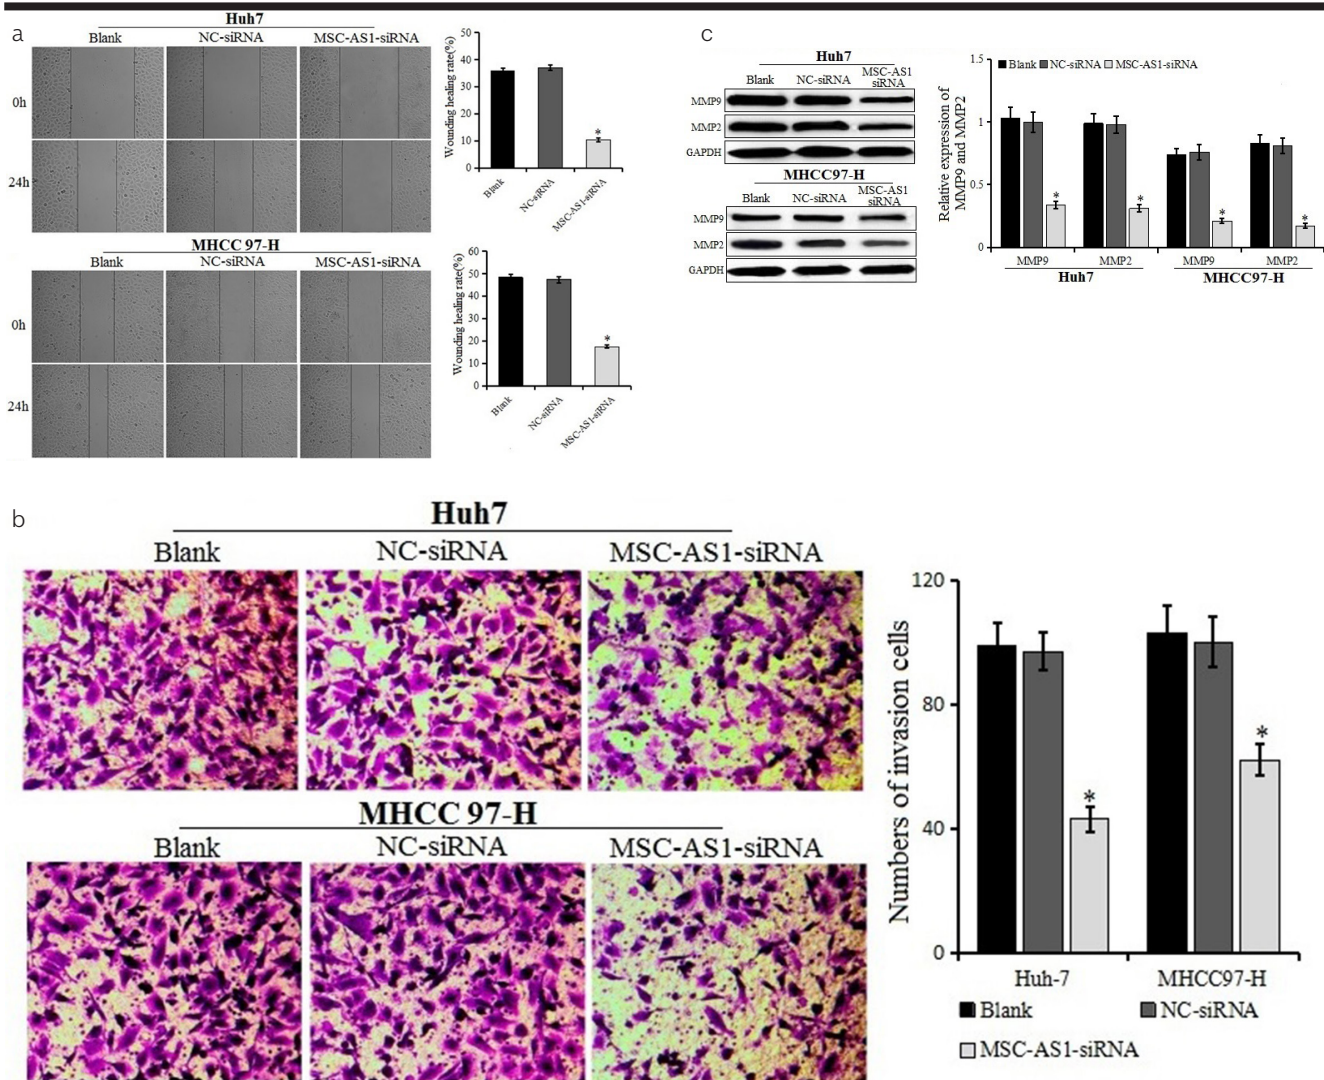 a
Huh7
Blank NC-siRNA MSC-AS1-siRNA
0h
24h
MHCC 97-H
Blank NC-siRNA MSC-AS1-siRNA
0h
24h
Wounding healing rate(%)
50
40
30
20
10
0
*
Blank NC-siRNA MSC-AS1-siRNA
Wounding healing rate(%)
60
50
40
30
20
10
0
*
Blank NC-siRNA MSC-AS1-siRNA
c
Huh7
Blank NC-siRNA MSC-AS1
siRNA
MMP9
MMP2
GAPDH
MHCC97-H
Blank NC-siRNA MSC-AS1
siRNA
MMP9
MMP2
GAPDH
Relative expression of
MMP9 and MMP2
1.5
1
0.5
0
Blank NC-siRNA MSC-AS1-siRNA
* * * *
MMP9 MMP2 MMP9 MMP2
Huh7 MHCC97-H
b
Huh7
Blank NC-siRNA MSC-AS1-siRNA
MHCC 97-H
Blank NC-siRNA MSC-AS1-siRNA
Numbers of invasion cells
120
80
40
0
* *
Huh-7 MHCC97-H
Blank NC-siRNA
MSC-AS1-siRNA